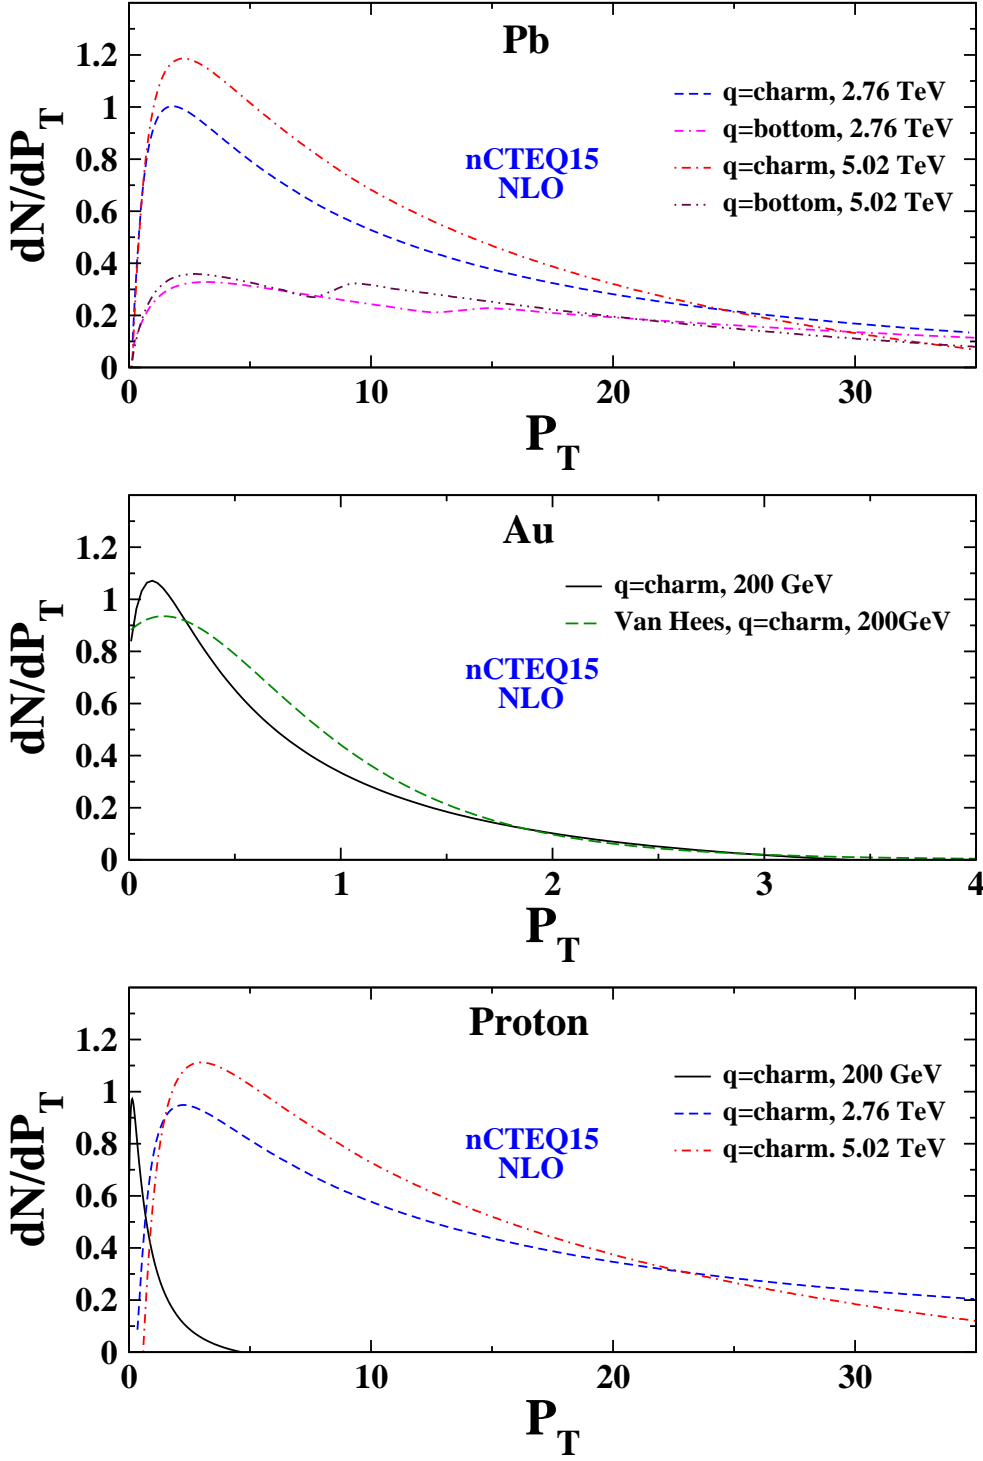 Pb
q=charm, 2.76 TeV
q=bottom, 2.76 TeV
q=charm, 5.02 TeV
q=bottom, 5.02 TeV
nCTEQ15
NLO
dN/dP_T
1.2
1
0.8
0.6
0.4
0.2
0
0 10 20 30
P_T
Au
q=charm, 200 GeV
Van Hees, q=charm, 200GeV
nCTEQ15
NLO
dN/dP_T
1.2
1
0.8
0.6
0.4
0.2
0
0 1 2 3 4
P_T
Proton
q=charm, 200 GeV
q=charm, 2.76 TeV
q=charm. 5.02 TeV
nCTEQ15
NLO
dN/dP_T
1.2
1
0.8
0.6
0.4
0.2
0
0 10 20 30
P_T